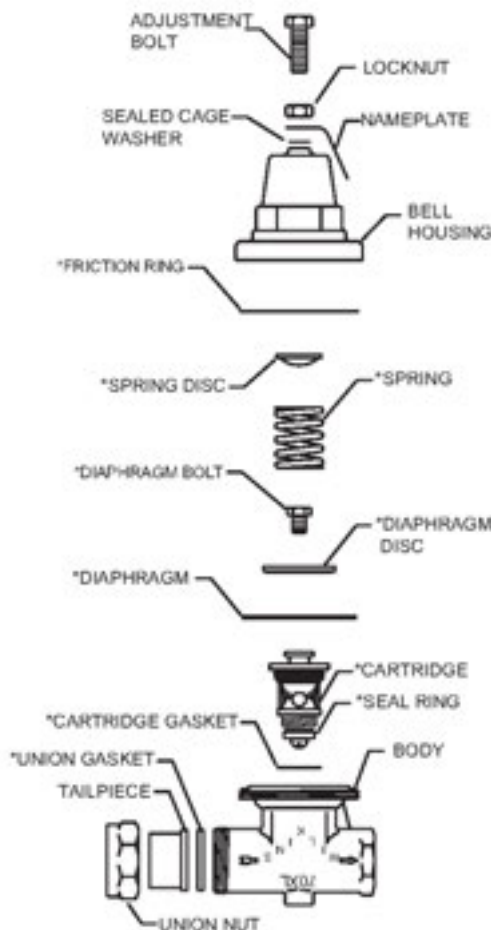 ADJUSTMENT
BOLT
LOCKNUT
SEALED CAGE
WASHER
NAMEPLATE
BELL
HOUSING
*FRICTION RING
*SPRING DISC
*SPRING
*DIAPHRAGM BOLT
*DIAPHRAGM
DISC
*DIAPHRAGM
*CARTRIDGE
*SEAL RING
*CARTRIDGE GASKET
*UNION GASKET
BODY
TAILPIECE
70XL
UNION NUT